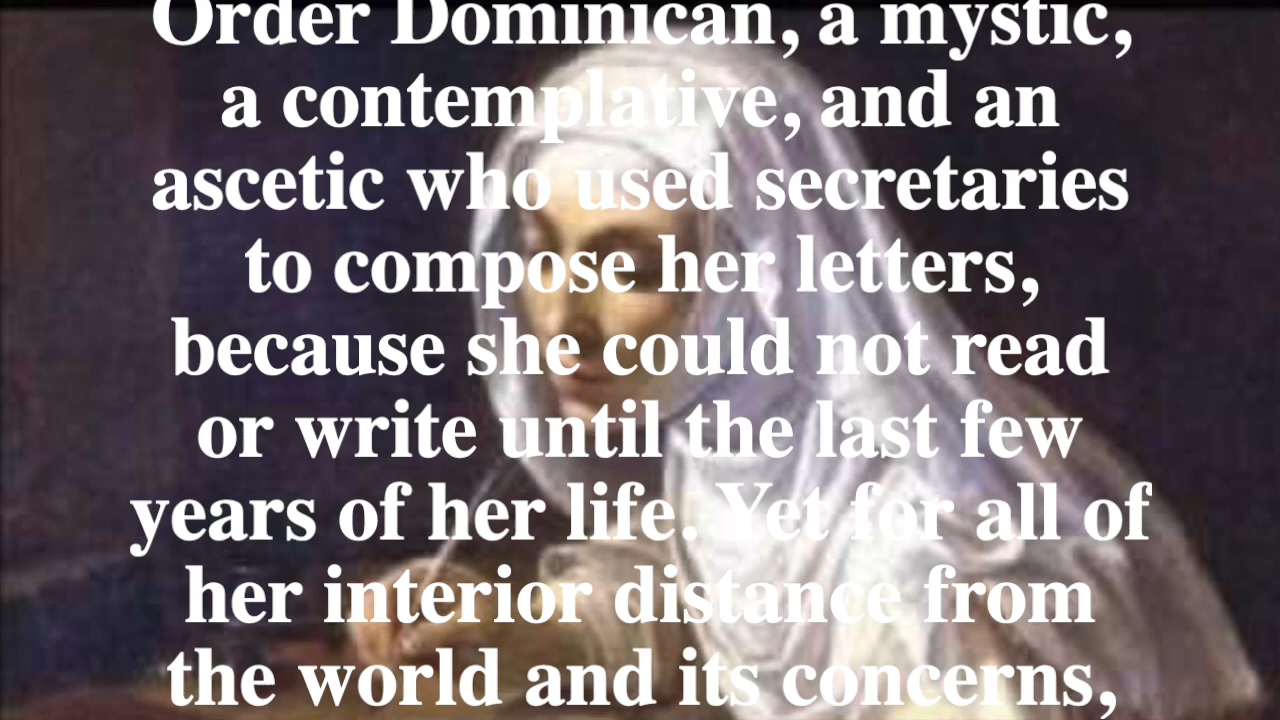 Order Dominican, a mystic,
a contemplative, and an
ascetic who used secretaries
to compose her letters,
because she could not read
or write until the last few
years of her life. Yet for all of
her interior distance from
the world and its concerns,